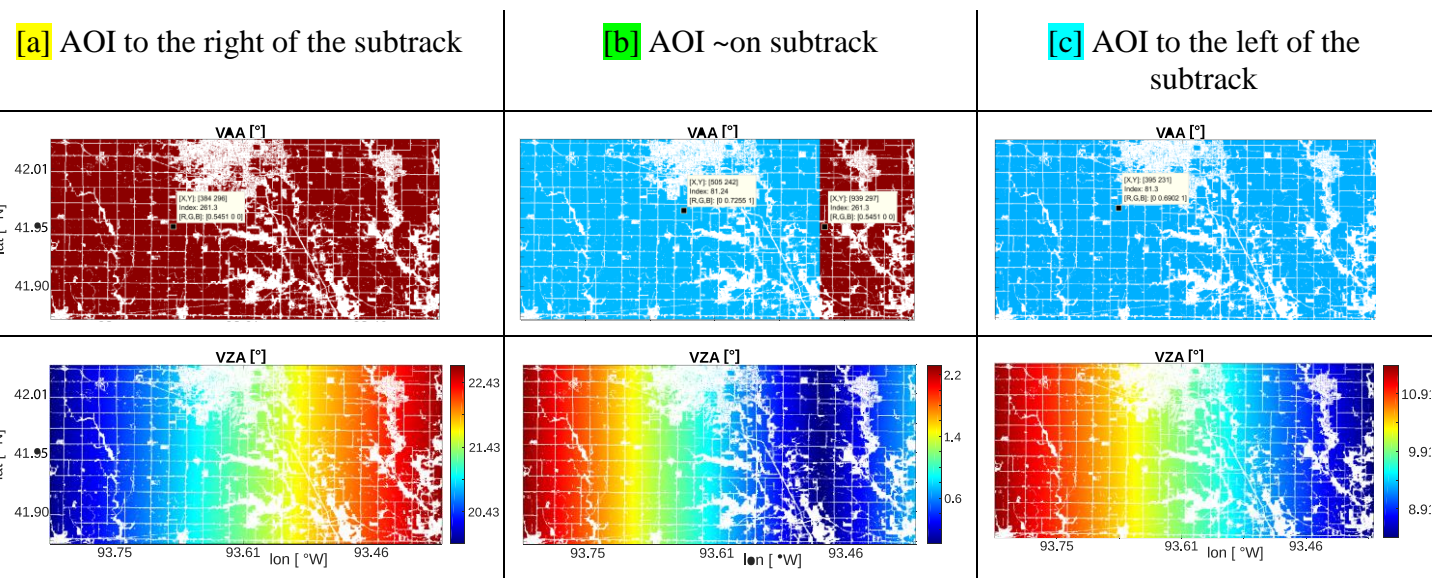 [a] AOI to the right of the subtrack
[b] AOI ~on subtrack
[c] AOI to the left of the
subtrack
VAA [°]
42.01
41.95
41.90
[X,Y]: [384 296]
Index: 261.3
[R,G,B]: [0.5451 0 0]
VAA [°]
[X,Y]: [505 242]
Index: 81.24
[R,G,B]: [0 0.7255 1]
[X,Y]: [939 297]
Index: 261.3
[R,G,B]: [0.5451 0 0]
VAA [°]
[X,Y]: [395 231]
Index: 81.3
[R,G,B]: [0 0.6902 1]
VZA [°]
42.01
41.95
41.90
93.75 93.61 93.46
lon [ °W]
22.43
21.43
20.43
VZA [°]
93.75 93.61 93.46
lon [ °W]
2.2
1.4
0.6
VZA [°]
93.75 93.61 93.46
lon [ °W]
10.91
9.91
8.91